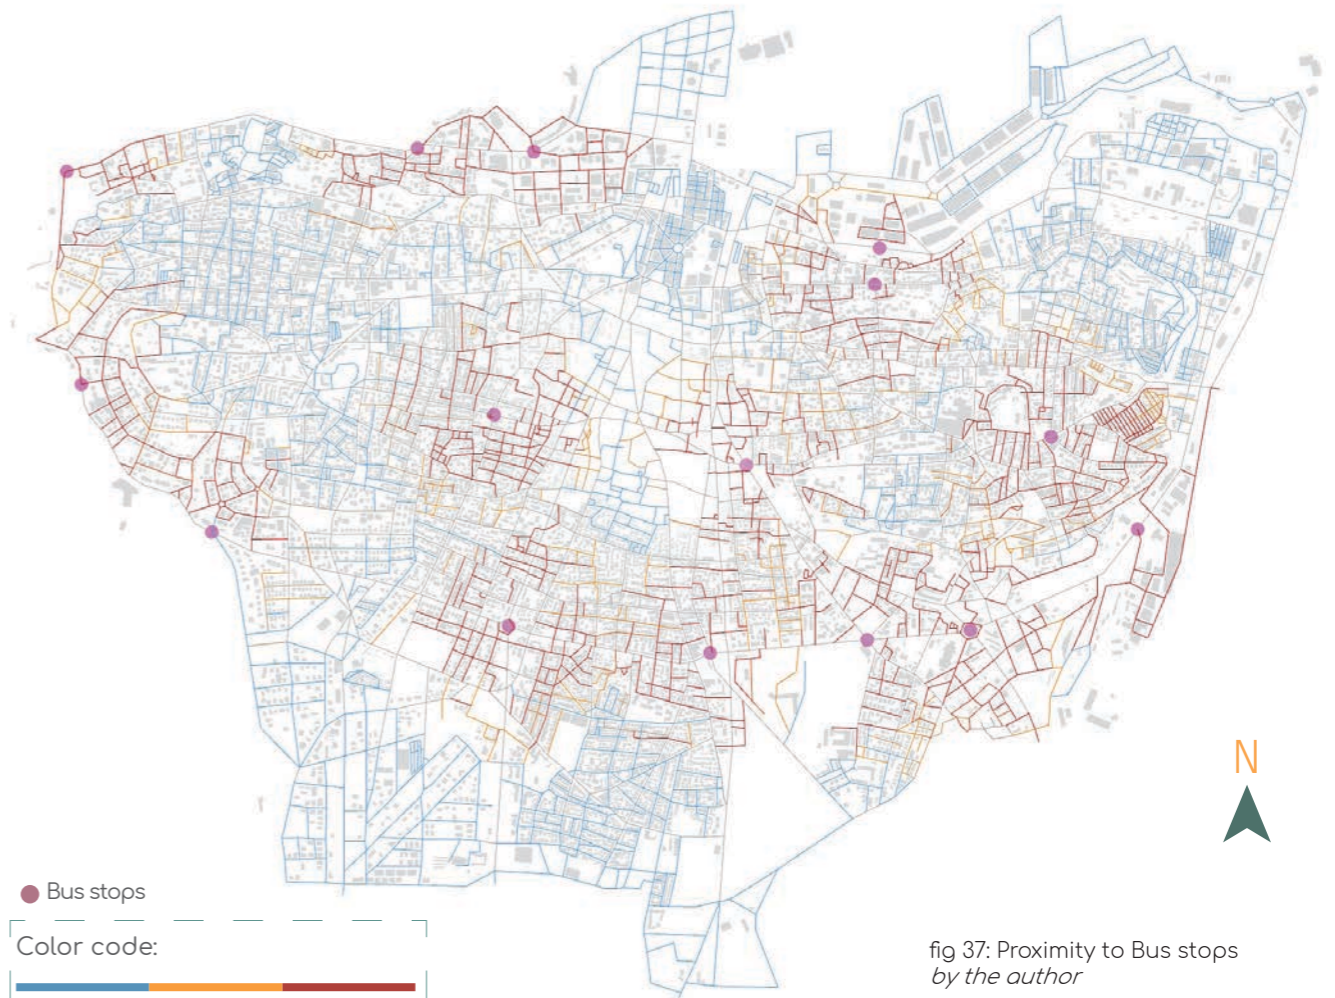 N
Bus stops
Color code:
fig 37: Proximity to Bus stops
by the author